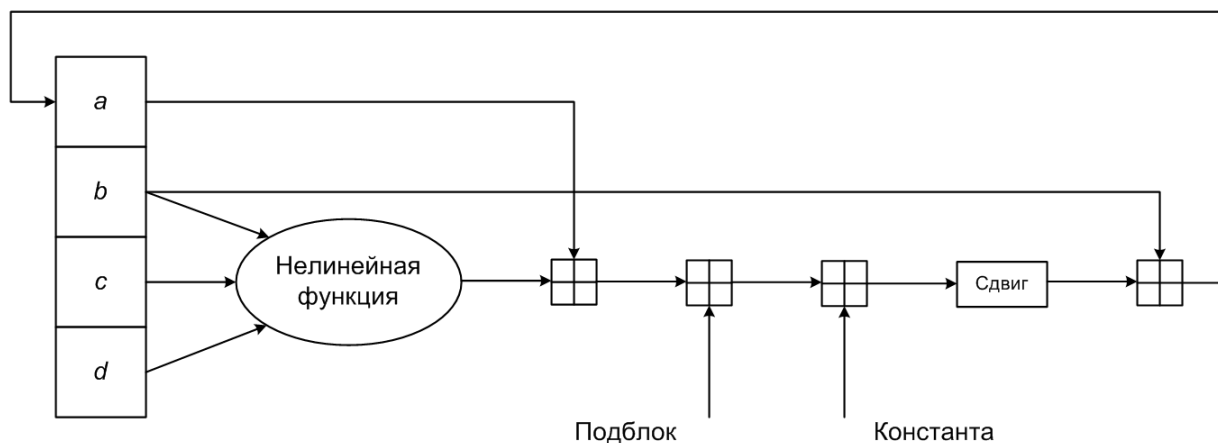 a
b
c
d
Нелинейная
функция
Сдвиг
Подблок
Константа